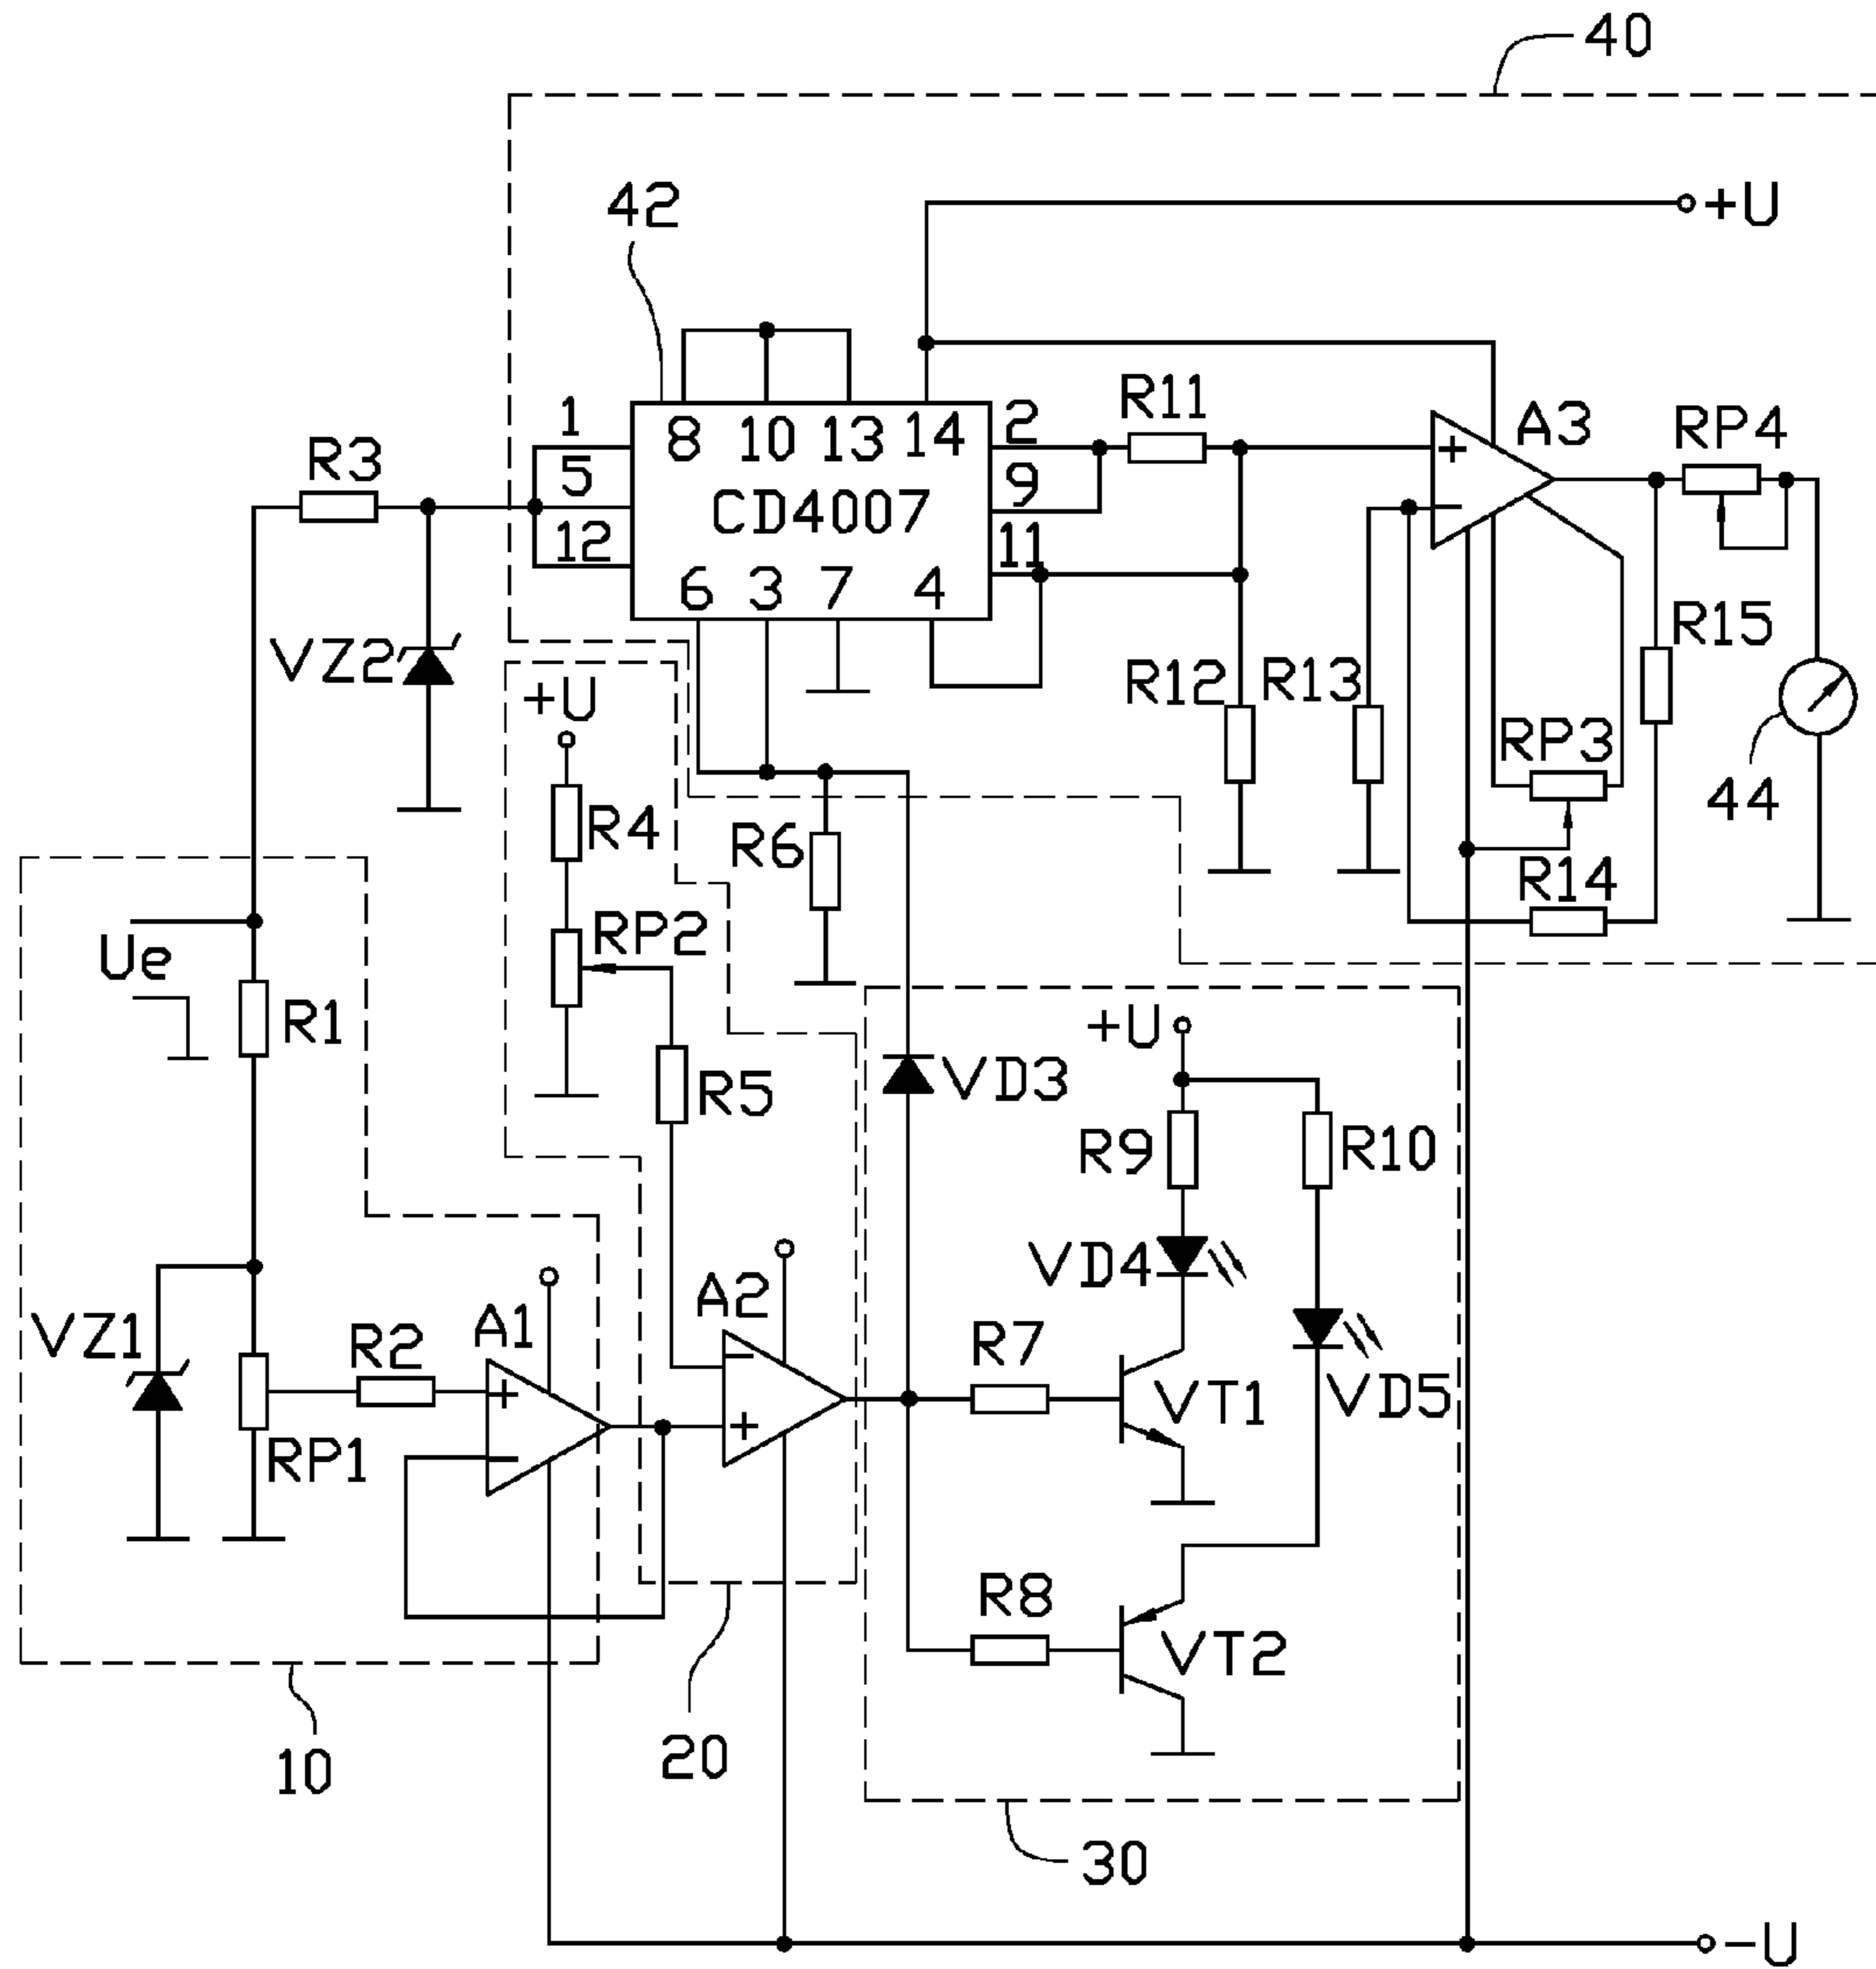 40
+U
42
1
8
10
13
14
2
R11
A3
RP4
+
R3
5
9
CD4007
−
12
11
6
3
7
4
R15
VZ2
R12
R13
+U
RP3
44
R4
R6
R14
RP2
Ue
R1
+U
R5
VD3
R9
R10
VD4
A2
A1
VZ1
R2
R7
−
+
VD5
VT1
+
RP1
−
R8
VT2
20
10
30
−U